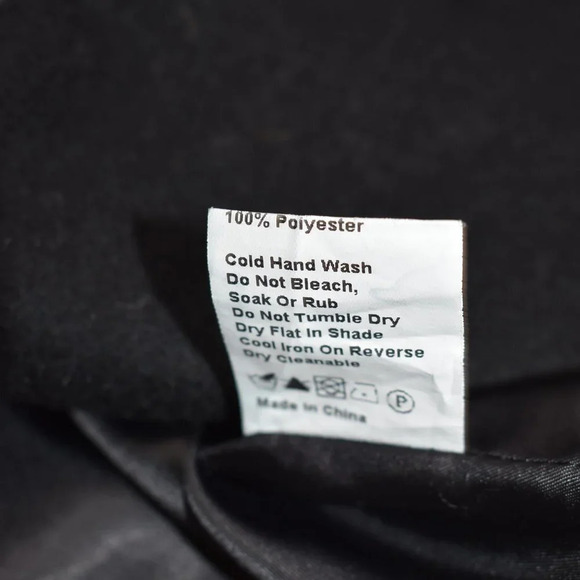 100% Polyester
Cold Hand Wash
Do Not Bleach,
Soak Or Rub
Do Not Tumble Dry
Dry Flat In Shade
Cool Iron On Reverse
Dry Cleanable
P
Made in China